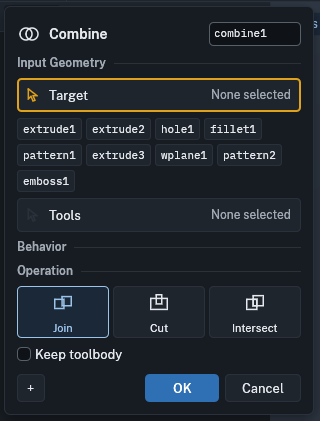 Combine combine1
Input Geometry
Target None selected
extrude1 extrude2 hole1 fillet1
pattern1 extrude3 wplane1 pattern2
emboss1
Tools None selected
Behavior
Operation
Join Cut Intersect
Keep toolbody
+ OK Cancel